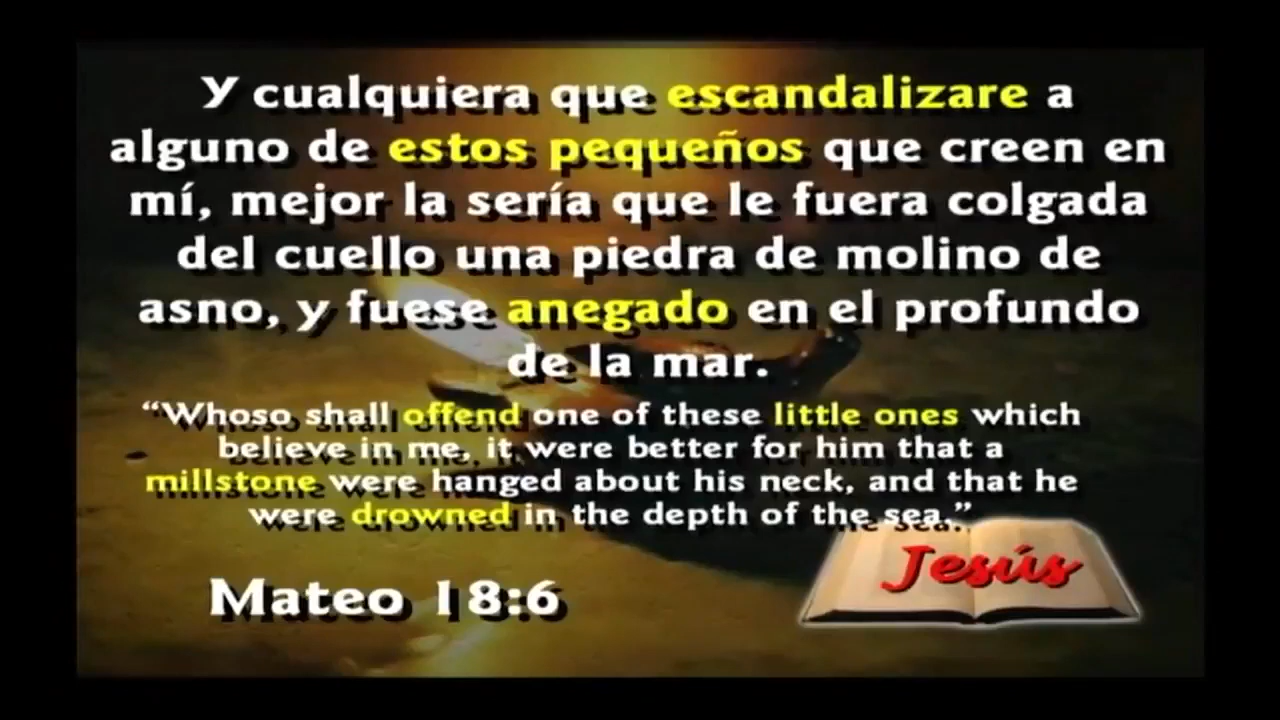 Y cualquiera que escandalizare a
alguno de estos pequeños que creen en
mí, mejor la sería que le fuera colgada
del cuello una piedra de molino de
asno, y fuese anegado en el profundo
de la mar.
“Whoso shall offend one of these little ones which
believe in me, it were better for him that a
millstone were hanged about his neck, and that he
were drowned in the depth of the sea.”
Jesús
Mateo 18:6